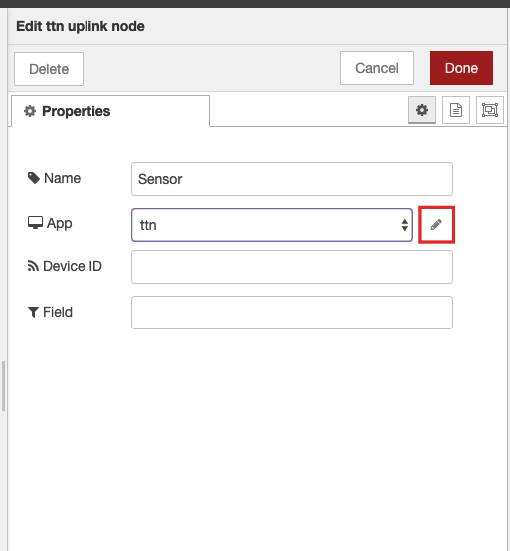 Edit ttn uplink node
Delete
Cancel
Done
Properties
Name
Sensor
App
ttn
Device ID
Field